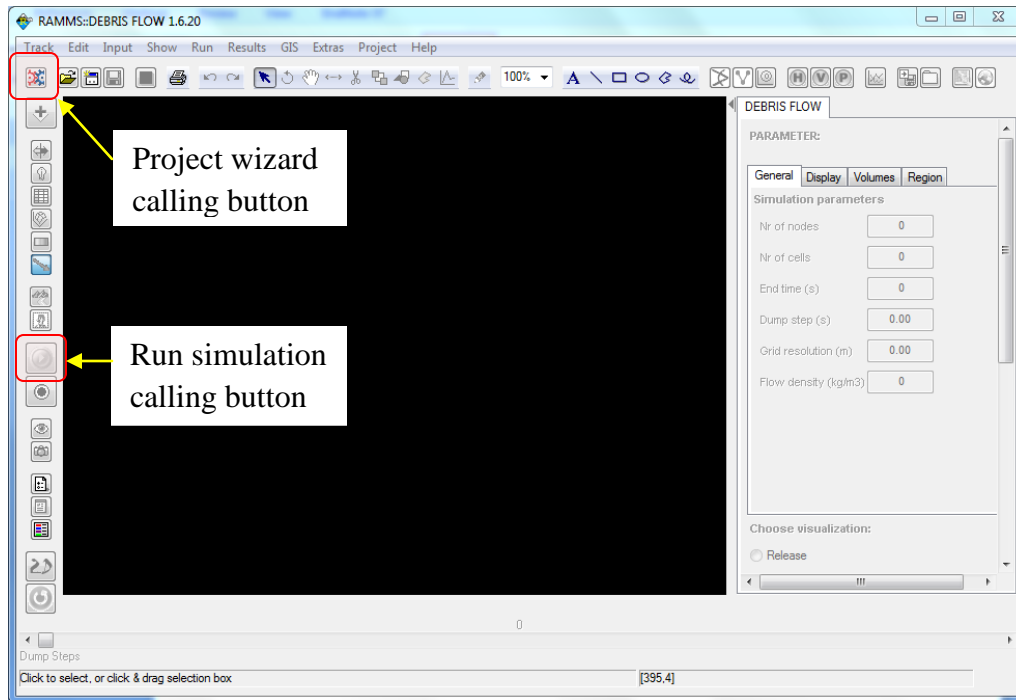 RAMMS::DEBRIS FLOW 1.6.20
Track Edit Input Show Run Results GIS Extras Project Help
100% A H V P
DEBRIS FLOW
PARAMETER:
General Display Volumes Region
Simulation parameters
Nr of nodes 0
Nr of cells 0
End time (s) 0
Dump step (s) 0.00
Grid resolution (m) 0.00
Flow density (kg/m3) 0
Choose visualization:
Release
Project wizard
calling button
Run simulation
calling button
0
Dump Steps
Click to select, or click & drag selection box [395,4]